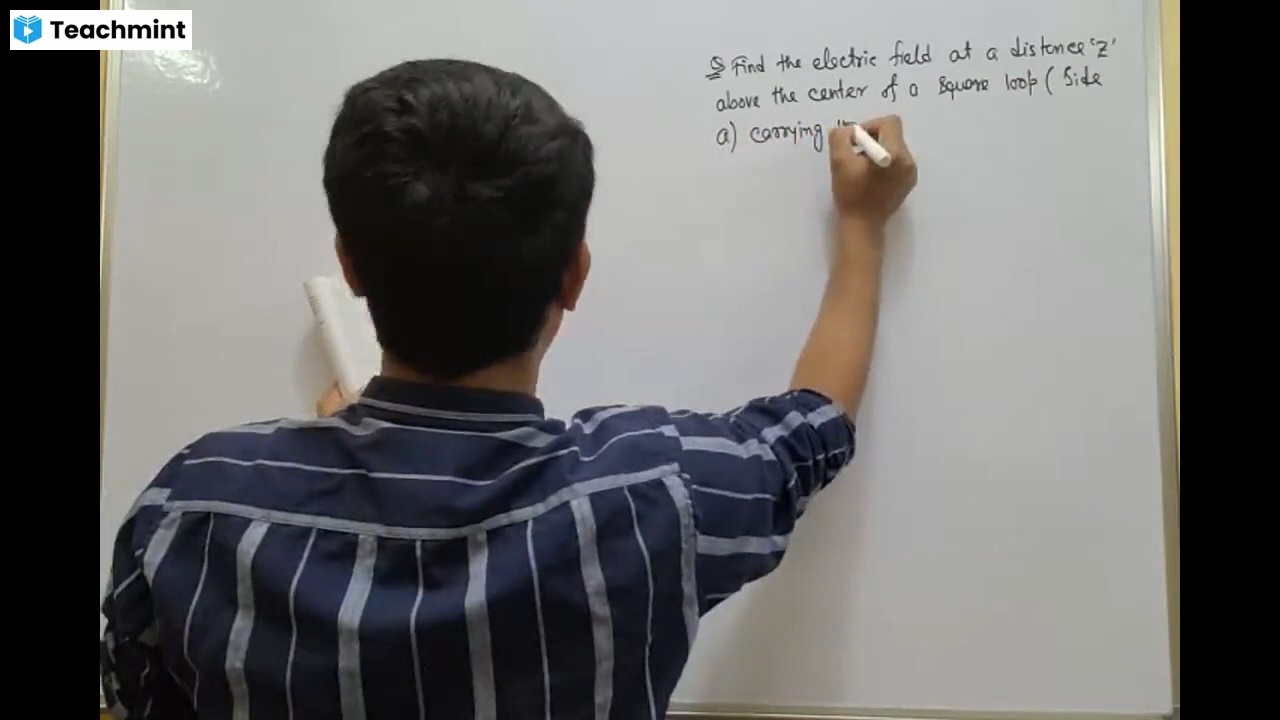 Teachmint
Q Find the electric field at a distance 'z'
above the center of a square loop ( Side
a) carrying